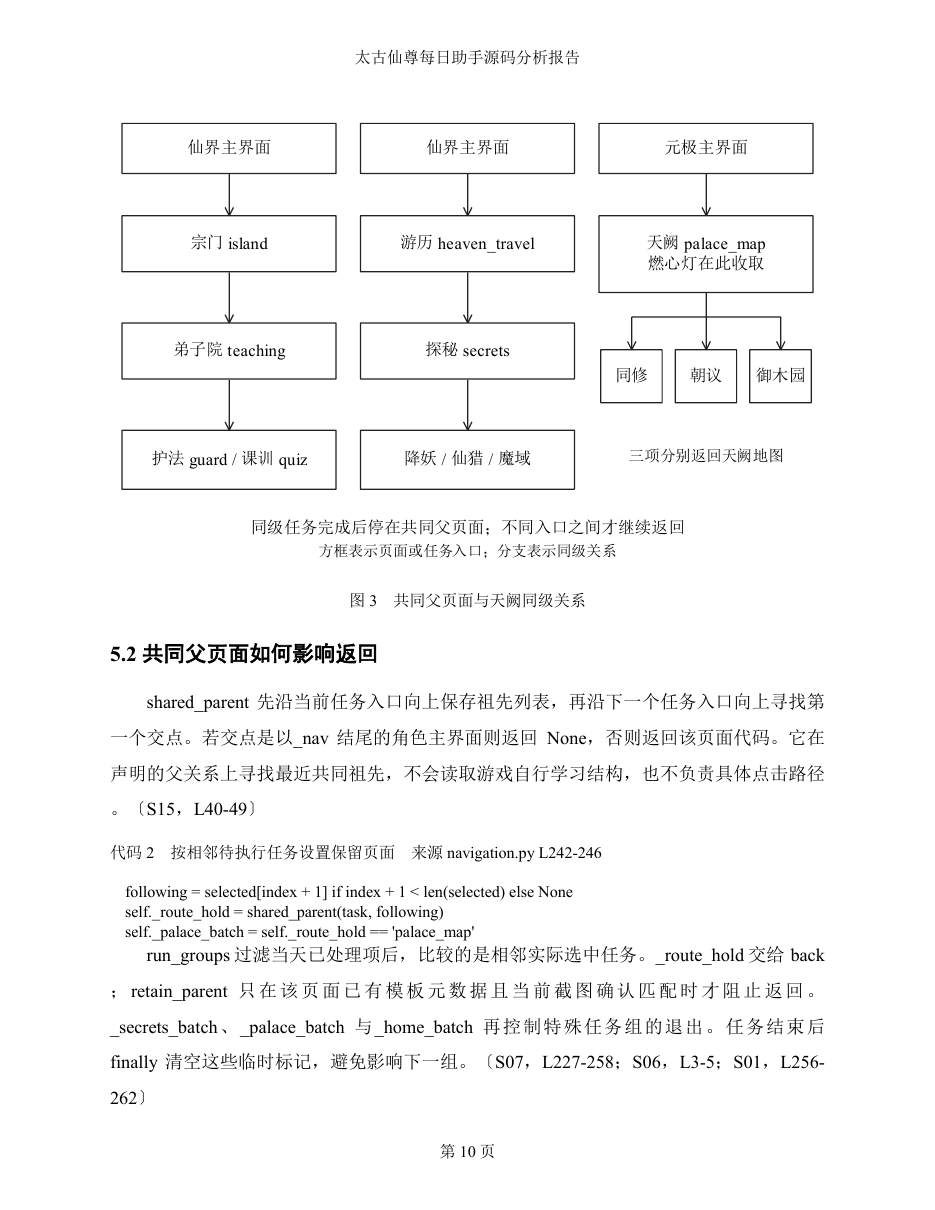 太古仙尊每日助手源码分析报告
仙界主界面
宗门 island
弟子院 teaching
护法 guard / 课训 quiz
仙界主界面
游历 heaven_travel
探秘 secrets
降妖 / 仙猎 / 魔域
元极主界面
天阙 palace_map
燃心灯在此收取
同修
朝议
御木园
三项分别返回天阙地图
同级任务完成后停在共同父页面；不同入口之间才继续返回
方框表示页面或任务入口；分支表示同级关系
图 3　共同父页面与天阙同级关系
5.2 共同父页面如何影响返回
shared_parent 先沿当前任务入口向上保存祖先列表，再沿下一个任务入口向上寻找第
一个交点。若交点是以_nav 结尾的角色主界面则返回 None，否则返回该页面代码。它在
声明的父关系上寻找最近共同祖先，不会读取游戏自行学习结构，也不负责具体点击路径
。〔S15，L40-49〕
代码 2　按相邻待执行任务设置保留页面　来源 navigation.py L242-246
following = selected[index + 1] if index + 1 < len(selected) else None
self._route_hold = shared_parent(task, following)
self._palace_batch = self._route_hold == 'palace_map'
run_groups 过滤当天已处理项后，比较的是相邻实际选中任务。_route_hold 交给 back
；retain_parent 只在该页面已有模板元数据且当前截图确认匹配时才阻止返回。
_secrets_batch、_palace_batch 与_home_batch 再控制特殊任务组的退出。任务结束后
finally 清空这些临时标记，避免影响下一组。〔S07，L227-258；S06，L3-5；S01，L256-
262〕
第 10 页